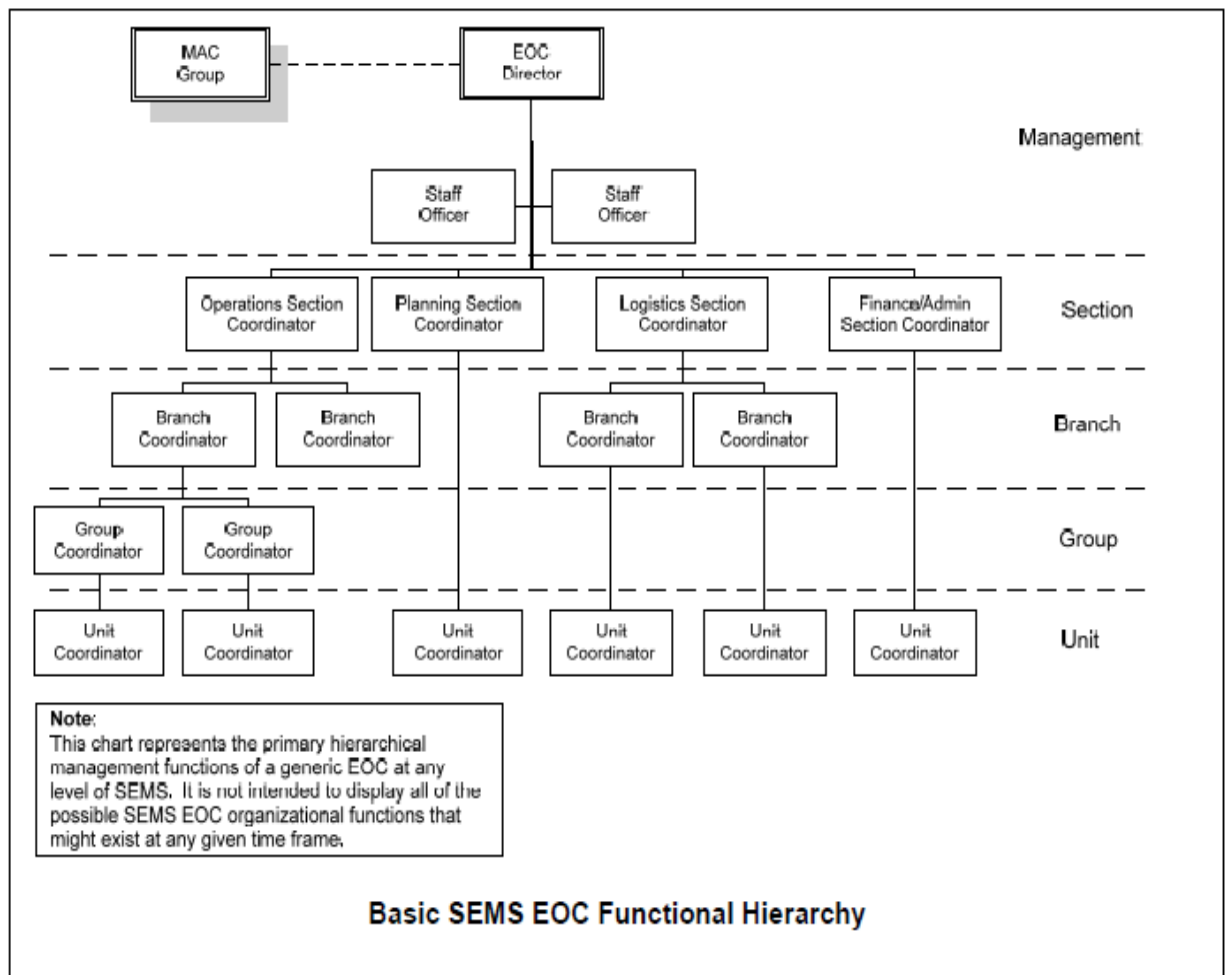 MAC
Group
EOC
Director
Management
Staff
Officer
Staff
Officer
Operations Section
Coordinator
Planning Section
Coordinator
Logistics Section
Coordinator
Finance/Admin
Section Coordinator
Section
Branch
Coordinator
Branch
Coordinator
Branch
Coordinator
Branch
Coordinator
Branch
Group
Coordinator
Group
Coordinator
Group
Unit
Coordinator
Unit
Coordinator
Unit
Coordinator
Unit
Coordinator
Unit
Coordinator
Unit
Coordinator
Unit
Note:
This chart represents the primary hierarchical
management functions of a generic EOC at any
level of SEMS. It is not intended to display all of the
possible SEMS EOC organizational functions that
might exist at any given time frame.
Basic SEMS EOC Functional Hierarchy